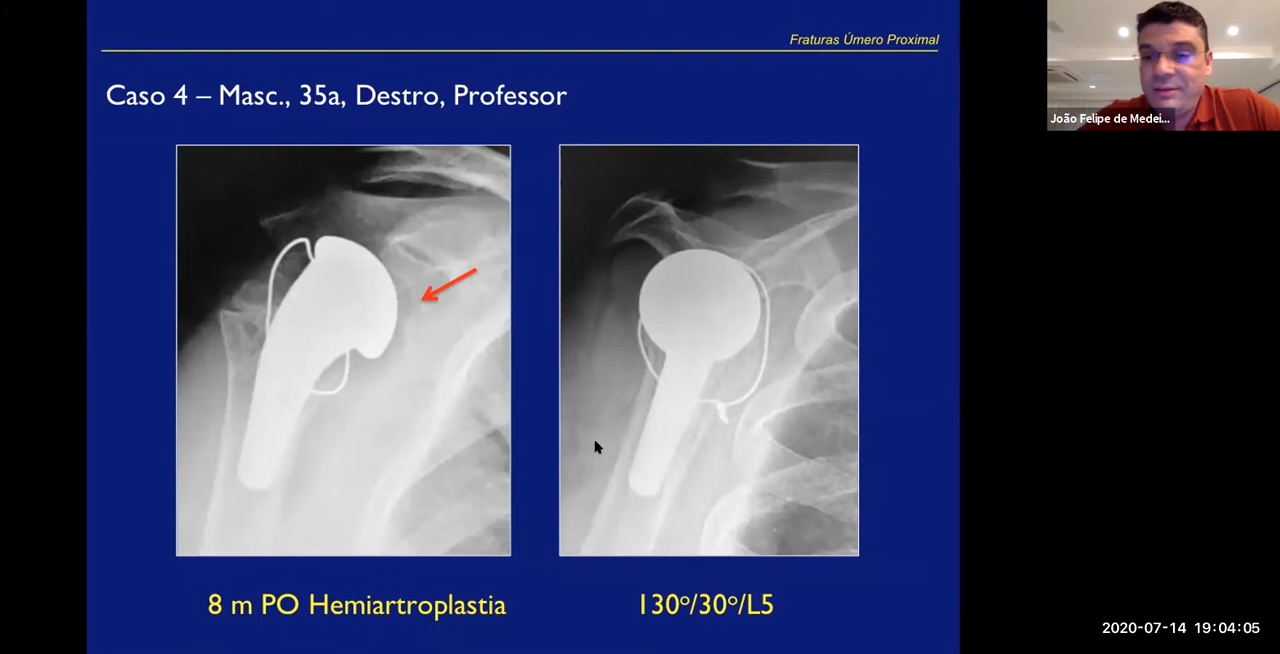 Fraturas Úmero Proximal
Caso 4 – Masc., 35a, Destro, Professor
João Felipe de Medei...
8 m PO Hemiartroplastia
130º/30º/L5
2020-07-14 19:04:05